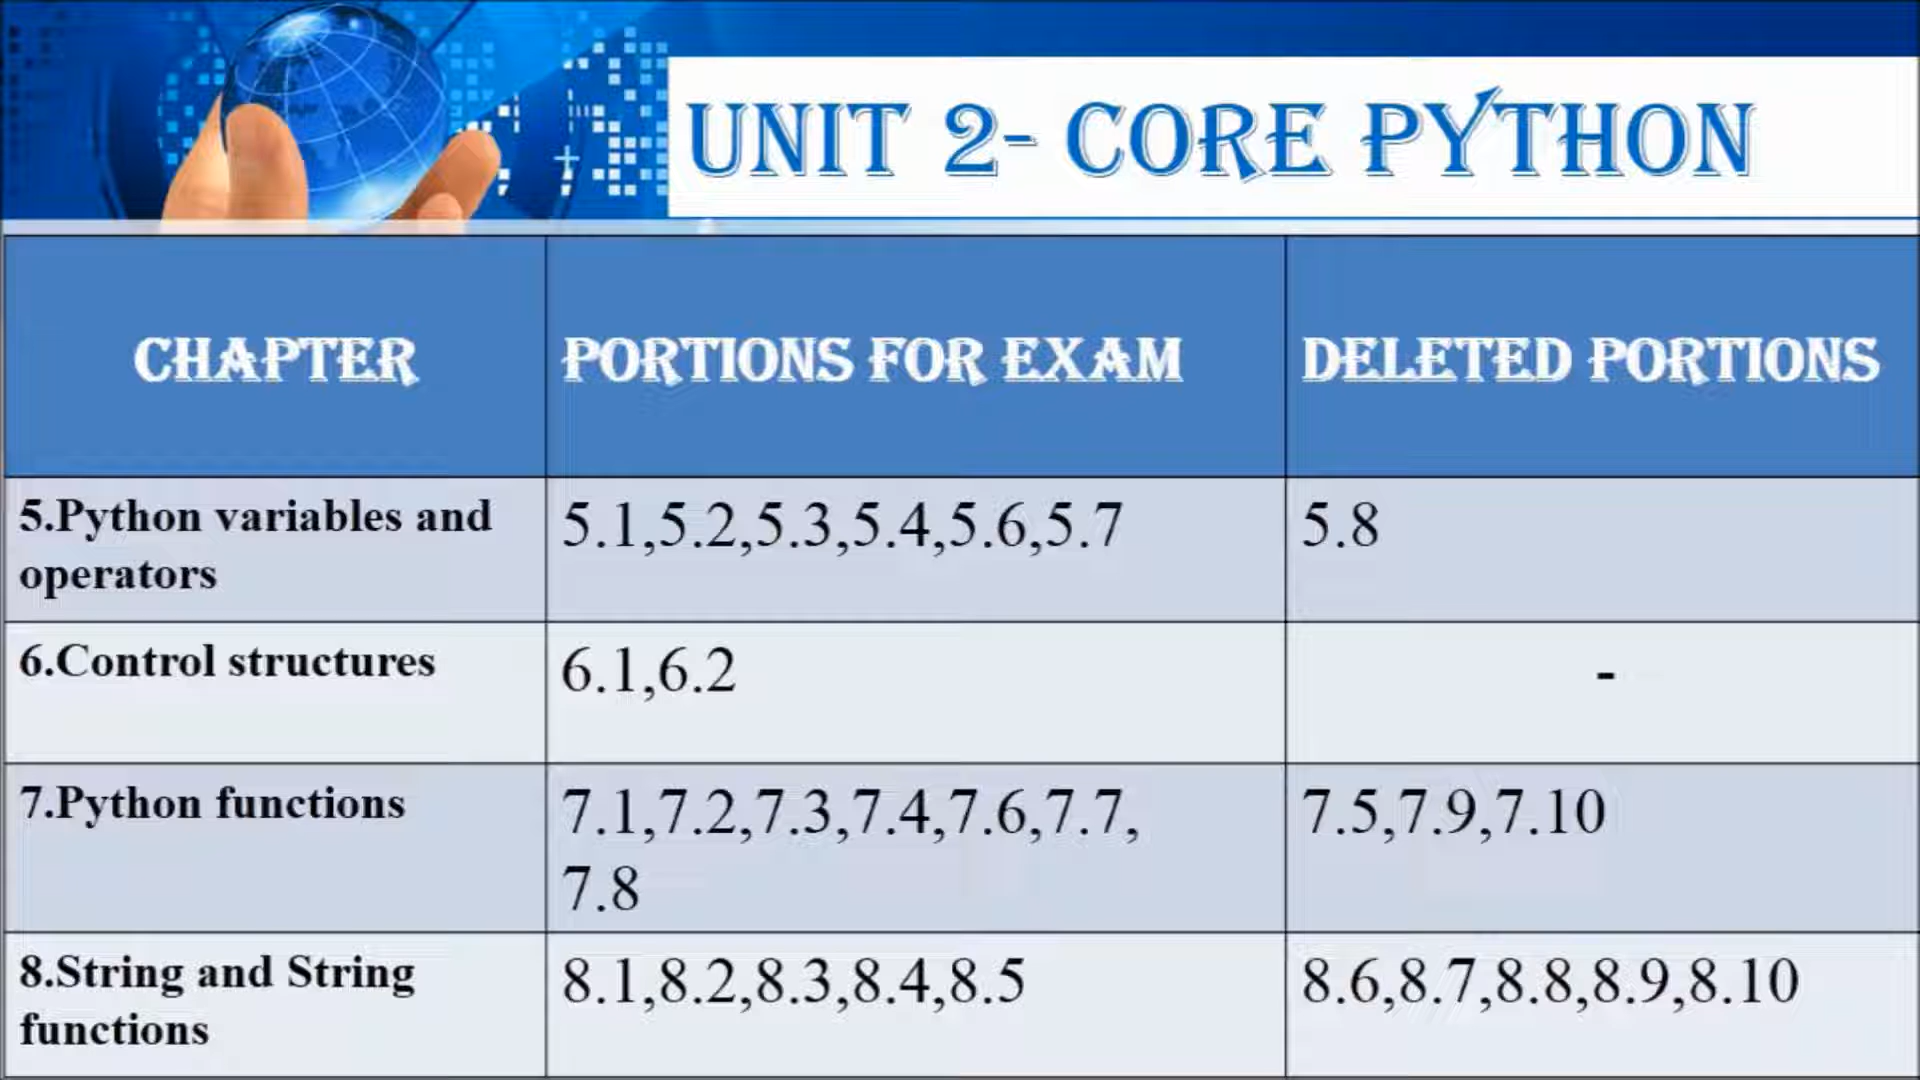 UNIT 2- CORE PYTHON
CHAPTER
PORTIONS FOR EXAM
DELETED PORTIONS
5.Python variables and
operators
5.1,5.2,5.3,5.4,5.6,5.7
5.8
6.Control structures
6.1,6.2
-
7.Python functions
7.1,7.2,7.3,7.4,7.6,7.7,
7.8
7.5,7.9,7.10
8.String and String
functions
8.1,8.2,8.3,8.4,8.5
8.6,8.7,8.8,8.9,8.10